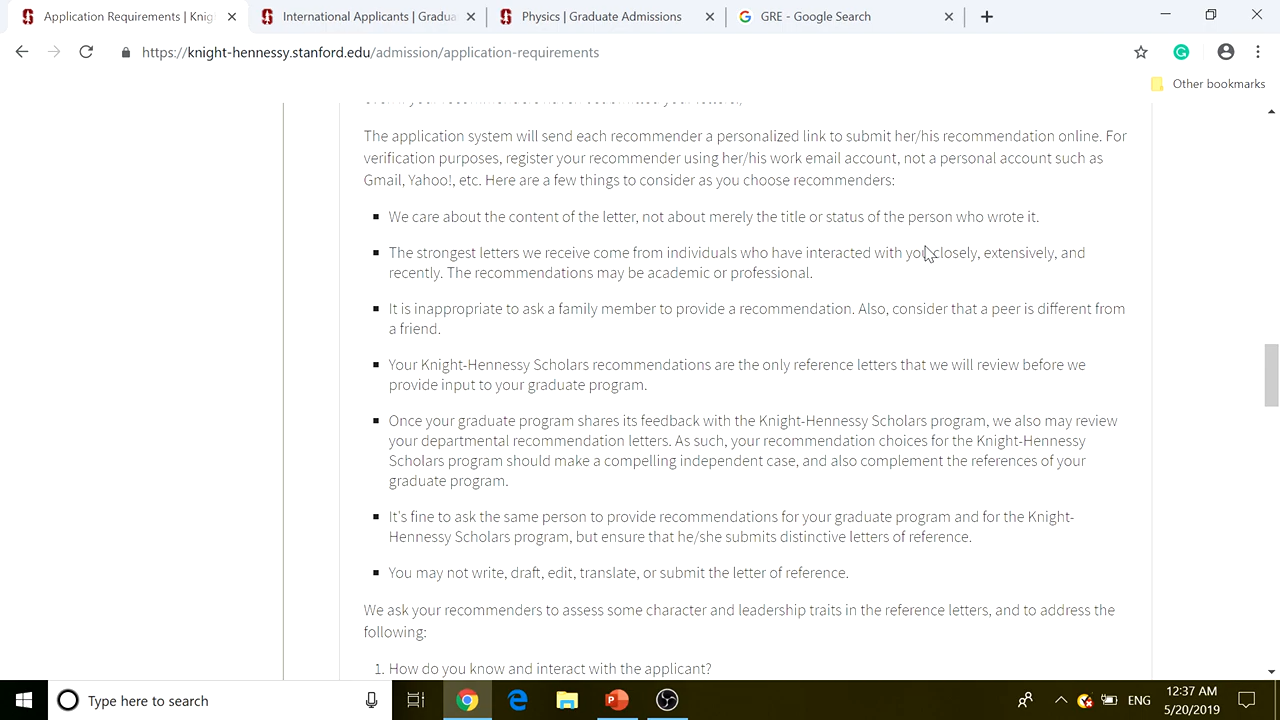 Application Requirements | Knig
International Applicants | Gradua
Physics | Graduate Admissions
GRE - Google Search
https://knight-hennessy.stanford.edu/admission/application-requirements
Other bookmarks
The application system will send each recommender a personalized link to submit her/his recommendation online. For
verification purposes, register your recommender using her/his work email account, not a personal account such as
Gmail, Yahoo!, etc. Here are a few things to consider as you choose recommenders:
We care about the content of the letter, not about merely the title or status of the person who wrote it.
The strongest letters we receive come from individuals who have interacted with you closely, extensively, and
recently. The recommendations may be academic or professional.
It is inappropriate to ask a family member to provide a recommendation. Also, consider that a peer is different from
a friend.
Your Knight-Hennessy Scholars recommendations are the only reference letters that we will review before we
provide input to your graduate program.
Once your graduate program shares its feedback with the Knight-Hennessy Scholars program, we also may review
your departmental recommendation letters. As such, your recommendation choices for the Knight-Hennessy
Scholars program should make a compelling independent case, and also complement the references of your
graduate program.
It's fine to ask the same person to provide recommendations for your graduate program and for the Knight-
Hennessy Scholars program, but ensure that he/she submits distinctive letters of reference.
You may not write, draft, edit, translate, or submit the letter of reference.
We ask your recommenders to assess some character and leadership traits in the reference letters, and to address the
following:
1. How do you know and interact with the applicant?
Type here to search
ENG
12:37 AM
5/20/2019